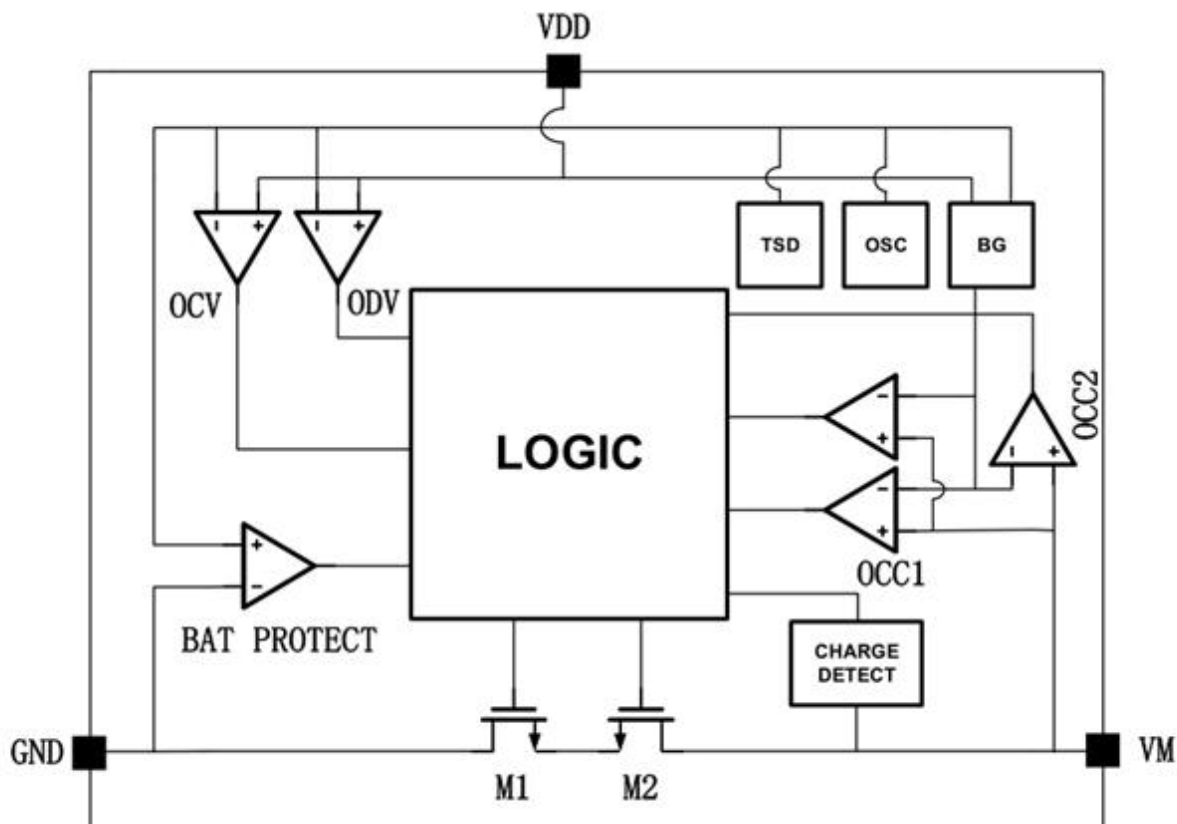 VDD
TSD
OSC
BG
OCV
ODV
LOGIC
OCC2
OCC1
BAT PROTECT
CHARGE
DETECT
GND
VM
M1
M2